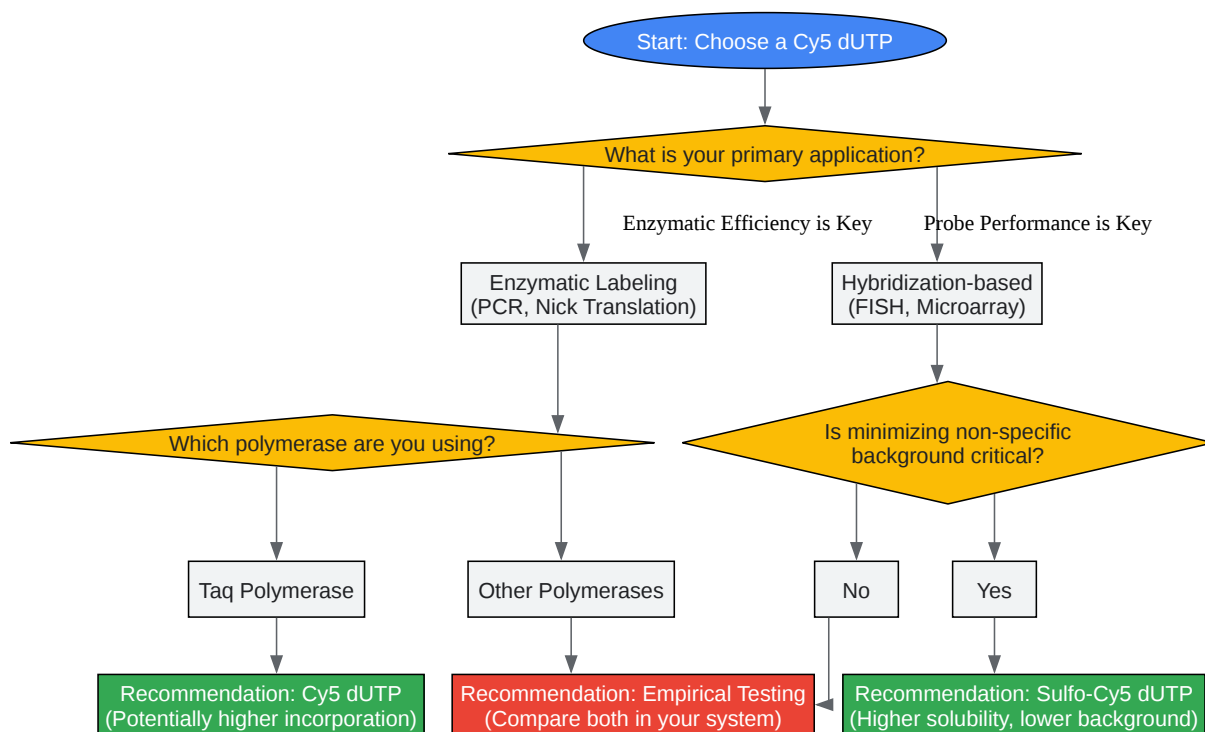 Start: Choose a Cy5 dUTP
What is your primary application?
Enzymatic Efficiency is Key
Probe Performance is Key
Enzymatic Labeling
(PCR, Nick Translation)
Hybridization-based
(FISH, Microarray)
Which polymerase are you using?
Is minimizing non-specific
background critical?
Taq Polymerase
Other Polymerases
No
Yes
Recommendation: Cy5 dUTP
(Potentially higher incorporation)
Recommendation: Empirical Testing
(Compare both in your system)
Recommendation: Sulfo-Cy5 dUTP
(Higher solubility, lower background)